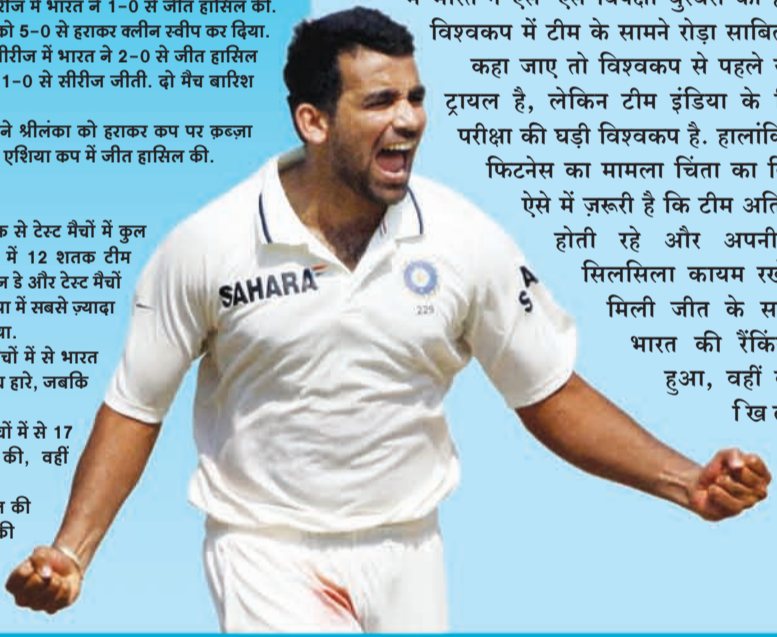 रीज में भारत ने 1-0 से जीत हासिल की.
को 5-0 से हराकर क्लीन स्वीप कर दिया.
सीरीज में भारत ने 2-0 से जीत हासिल
1-0 से सीरीज जीती. दो मैच बारिश
ने श्रीलंका को हराकर कप पर क़ब्ज़ा
एशिया कप में जीत हासिल की.
क से टेस्ट मैचों में कुल
में 12 शतक टीम
डे और टेस्ट मैचों
में सबसे ज़्यादा
चों में से भारत
हारे, जबकि
चों में से 17
की, वहीं
की
की
विश्वकप में टीम के सामने रोड़ा साबित
कहा जाए तो विश्वकप से पहले
ट्रायल है, लेकिन टीम इंडिया के
परीक्षा की घड़ी विश्वकप है. हालांकि
फिटनेस का मामला चिंता का
ऐसे में ज़रूरी है कि टीम अति
होती रहे और अपनी
सिलसिला कायम रखे
मिली जीत के
भारत की रैंकिं
हुआ, वहीं
खि
SAHARA
229
SA